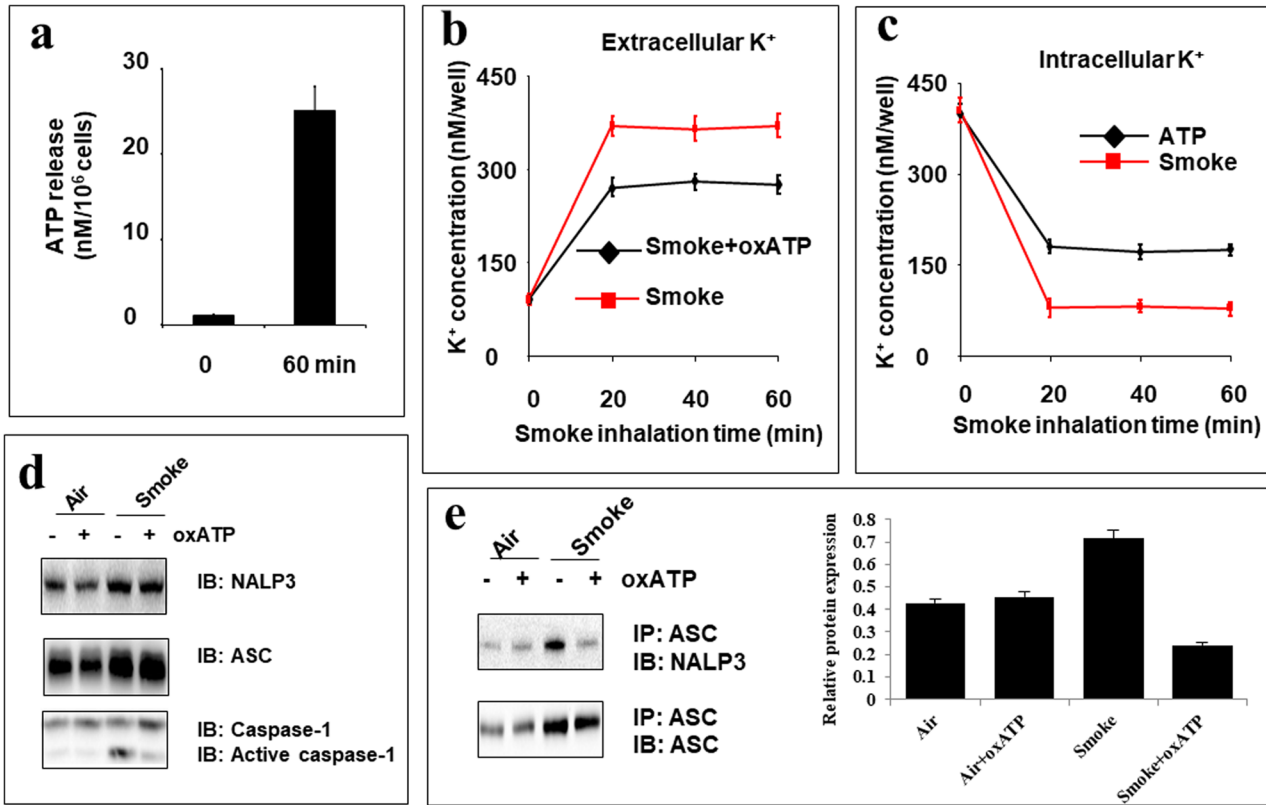 a
30
20
10
0
ATP release
(nM/10⁶ cells)
0 60 min
b
Extracellular K⁺
450
300
150
0
K⁺ concentration (nM/well)
Smoke+oxATP
Smoke
0 20 40 60
Smoke inhalation time (min)
c
Intracellular K⁺
450
300
150
0
K⁺ concentration (nM/well)
ATP
Smoke
0 20 40 60
Smoke inhalation time (min)
d
Air Smoke
- + - + oxATP
IB: NALP3
IB: ASC
IB: Caspase-1
IB: Active caspase-1
e
Air Smoke
- + - + oxATP
IP: ASC
IB: NALP3
IP: ASC
IB: ASC
Relative protein expression
0.8
0.7
0.6
0.5
0.4
0.3
0.2
0.1
0
Air
Air+oxATP
Smoke
Smoke+oxATP